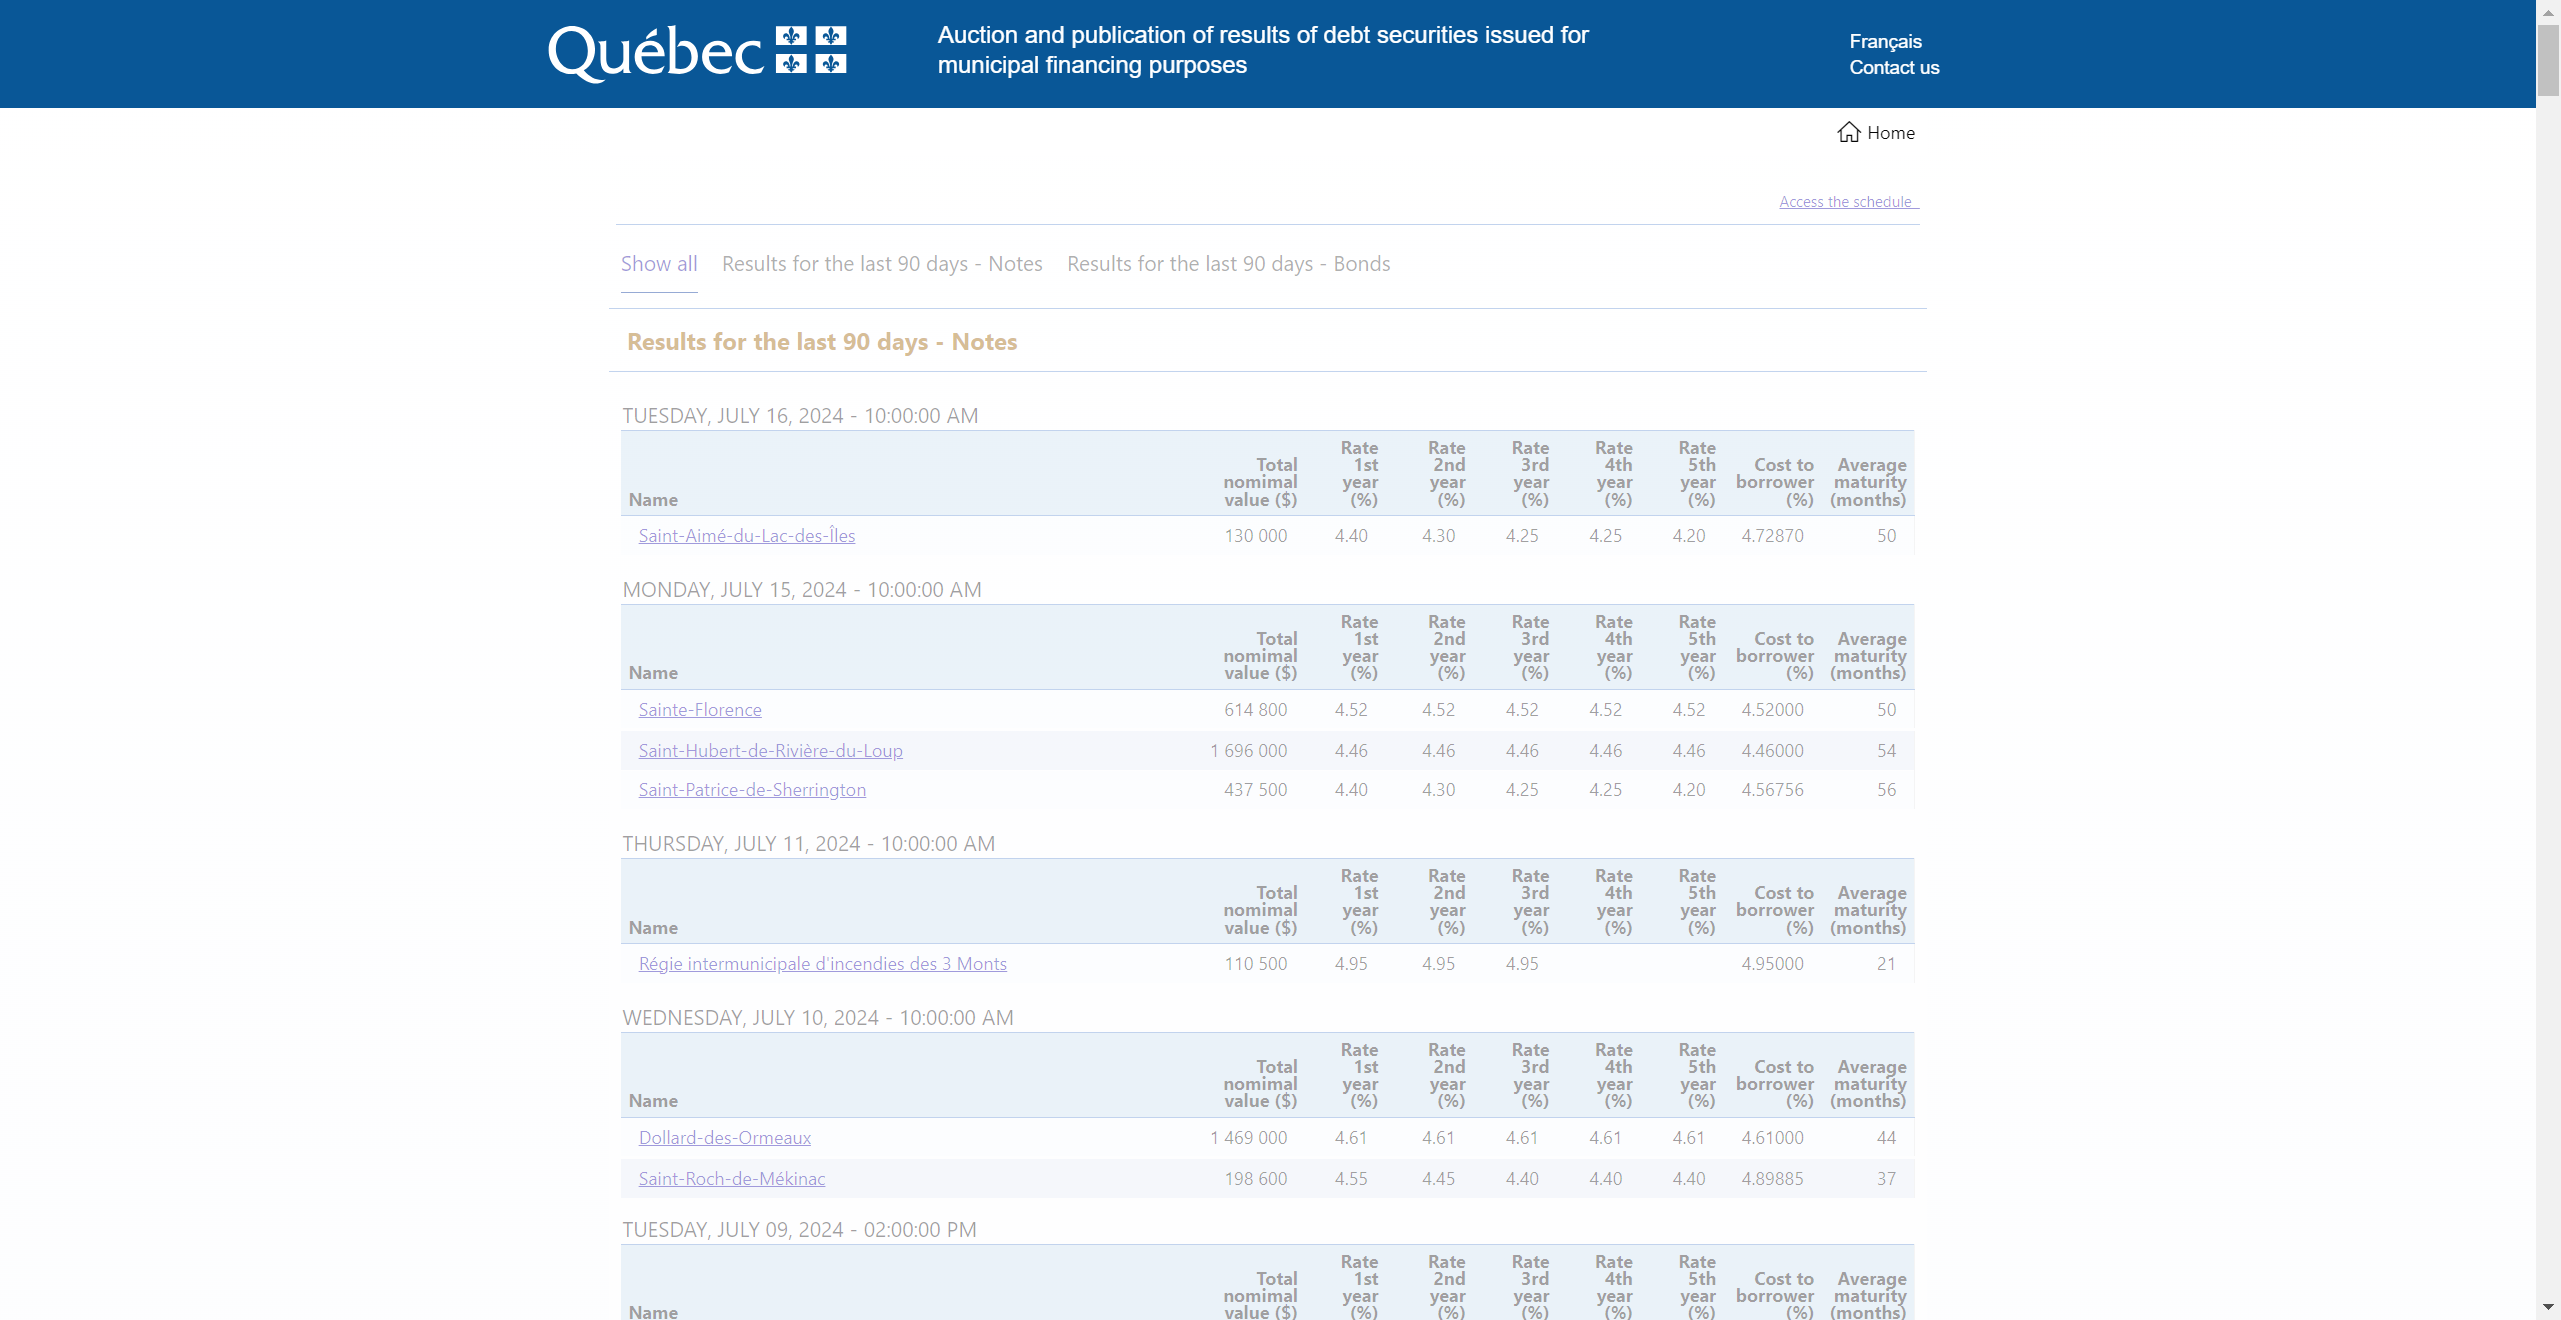 Québec
Auction and publication of results of debt securities issued for
municipal financing purposes
Français
Contact us
Home
Access the schedule
Show all Results for the last 90 days - Notes Results for the last 90 days - Bonds
Results for the last 90 days - Notes
TUESDAY, JULY 16, 2024 - 10:00:00 AM
Name Total nomimal value ($) Rate 1st year (%) Rate 2nd year (%) Rate 3rd year (%) Rate 4th year (%) Rate 5th year (%) Cost to borrower (%) Average maturity (months)
Saint-Aimé-du-Lac-des-Îles 130 000 4.40 4.30 4.25 4.25 4.20 4.72870 50
MONDAY, JULY 15, 2024 - 10:00:00 AM
Name Total nomimal value ($) Rate 1st year (%) Rate 2nd year (%) Rate 3rd year (%) Rate 4th year (%) Rate 5th year (%) Cost to borrower (%) Average maturity (months)
Sainte-Florence 614 800 4.52 4.52 4.52 4.52 4.52 4.52000 50
Saint-Hubert-de-Rivière-du-Loup 1 696 000 4.46 4.46 4.46 4.46 4.46 4.46000 54
Saint-Patrice-de-Sherrington 437 500 4.40 4.30 4.25 4.25 4.20 4.56756 56
THURSDAY, JULY 11, 2024 - 10:00:00 AM
Name Total nomimal value ($) Rate 1st year (%) Rate 2nd year (%) Rate 3rd year (%) Rate 4th year (%) Rate 5th year (%) Cost to borrower (%) Average maturity (months)
Régie intermunicipale d'incendies des 3 Monts 110 500 4.95 4.95 4.95 4.95000 21
WEDNESDAY, JULY 10, 2024 - 10:00:00 AM
Name Total nomimal value ($) Rate 1st year (%) Rate 2nd year (%) Rate 3rd year (%) Rate 4th year (%) Rate 5th year (%) Cost to borrower (%) Average maturity (months)
Dollard-des-Ormeaux 1 469 000 4.61 4.61 4.61 4.61 4.61 4.61000 44
Saint-Roch-de-Mékinac 198 600 4.55 4.45 4.40 4.40 4.40 4.89885 37
TUESDAY, JULY 09, 2024 - 02:00:00 PM
Name Total nomimal value ($) Rate 1st year (%) Rate 2nd year (%) Rate 3rd year (%) Rate 4th year (%) Rate 5th year (%) Cost to borrower (%) Average maturity (months)